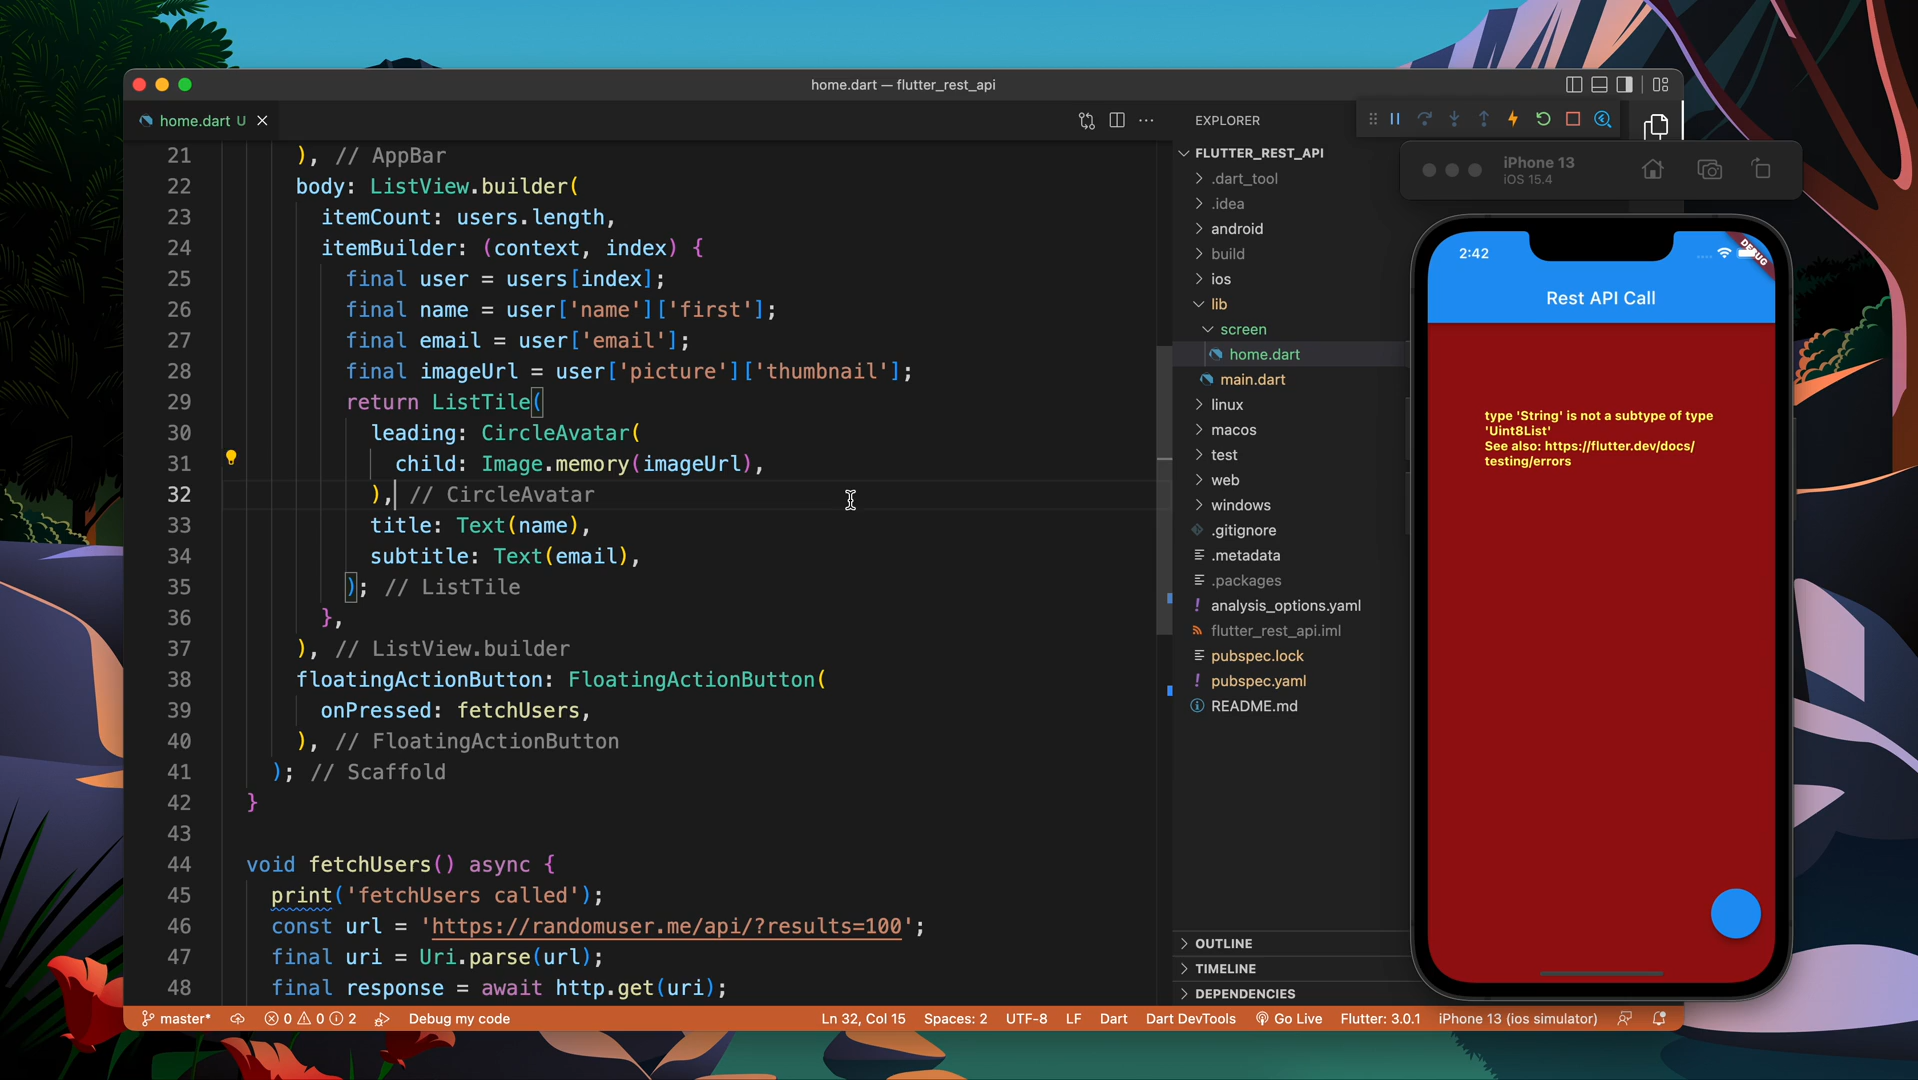 home.dart — flutter_rest_api
home.dart U
21 ), // AppBar
22 body: ListView.builder(
23 itemCount: users.length,
24 itemBuilder: (context, index) {
25 final user = users[index];
26 final name = user['name']['first'];
27 final email = user['email'];
28 final imageUrl = user['picture']['thumbnail'];
29 return ListTile(
30 leading: CircleAvatar(
31 child: Image.memory(imageUrl),
32 ), // CircleAvatar
33 title: Text(name),
34 subtitle: Text(email),
35 ); // ListTile
36 },
37 ), // ListView.builder
38 floatingActionButton: FloatingActionButton(
39 onPressed: fetchUsers,
40 ), // FloatingActionButton
41 ); // Scaffold
42 }
43
44 void fetchUsers() async {
45 print('fetchUsers called');
46 const url = 'https://randomuser.me/api/?results=100';
47 final uri = Uri.parse(url);
48 final response = await http.get(uri);
EXPLORER
FLUTTER_REST_API
.dart_tool
.idea
android
build
ios
lib
screen
home.dart
main.dart
linux
macos
test
web
windows
.gitignore
.metadata
.packages
! analysis_options.yaml
flutter_rest_api.iml
pubspec.lock
! pubspec.yaml
README.md
OUTLINE
TIMELINE
DEPENDENCIES
iPhone 13
iOS 15.4
2:42
DEBUG
Rest API Call
type 'String' is not a subtype of type
'Uint8List'
See also: https://flutter.dev/docs/
testing/errors
master* 0 0 2 Debug my code Ln 32, Col 15 Spaces: 2 UTF-8 LF Dart Dart DevTools Go Live Flutter: 3.0.1 iPhone 13 (ios simulator)